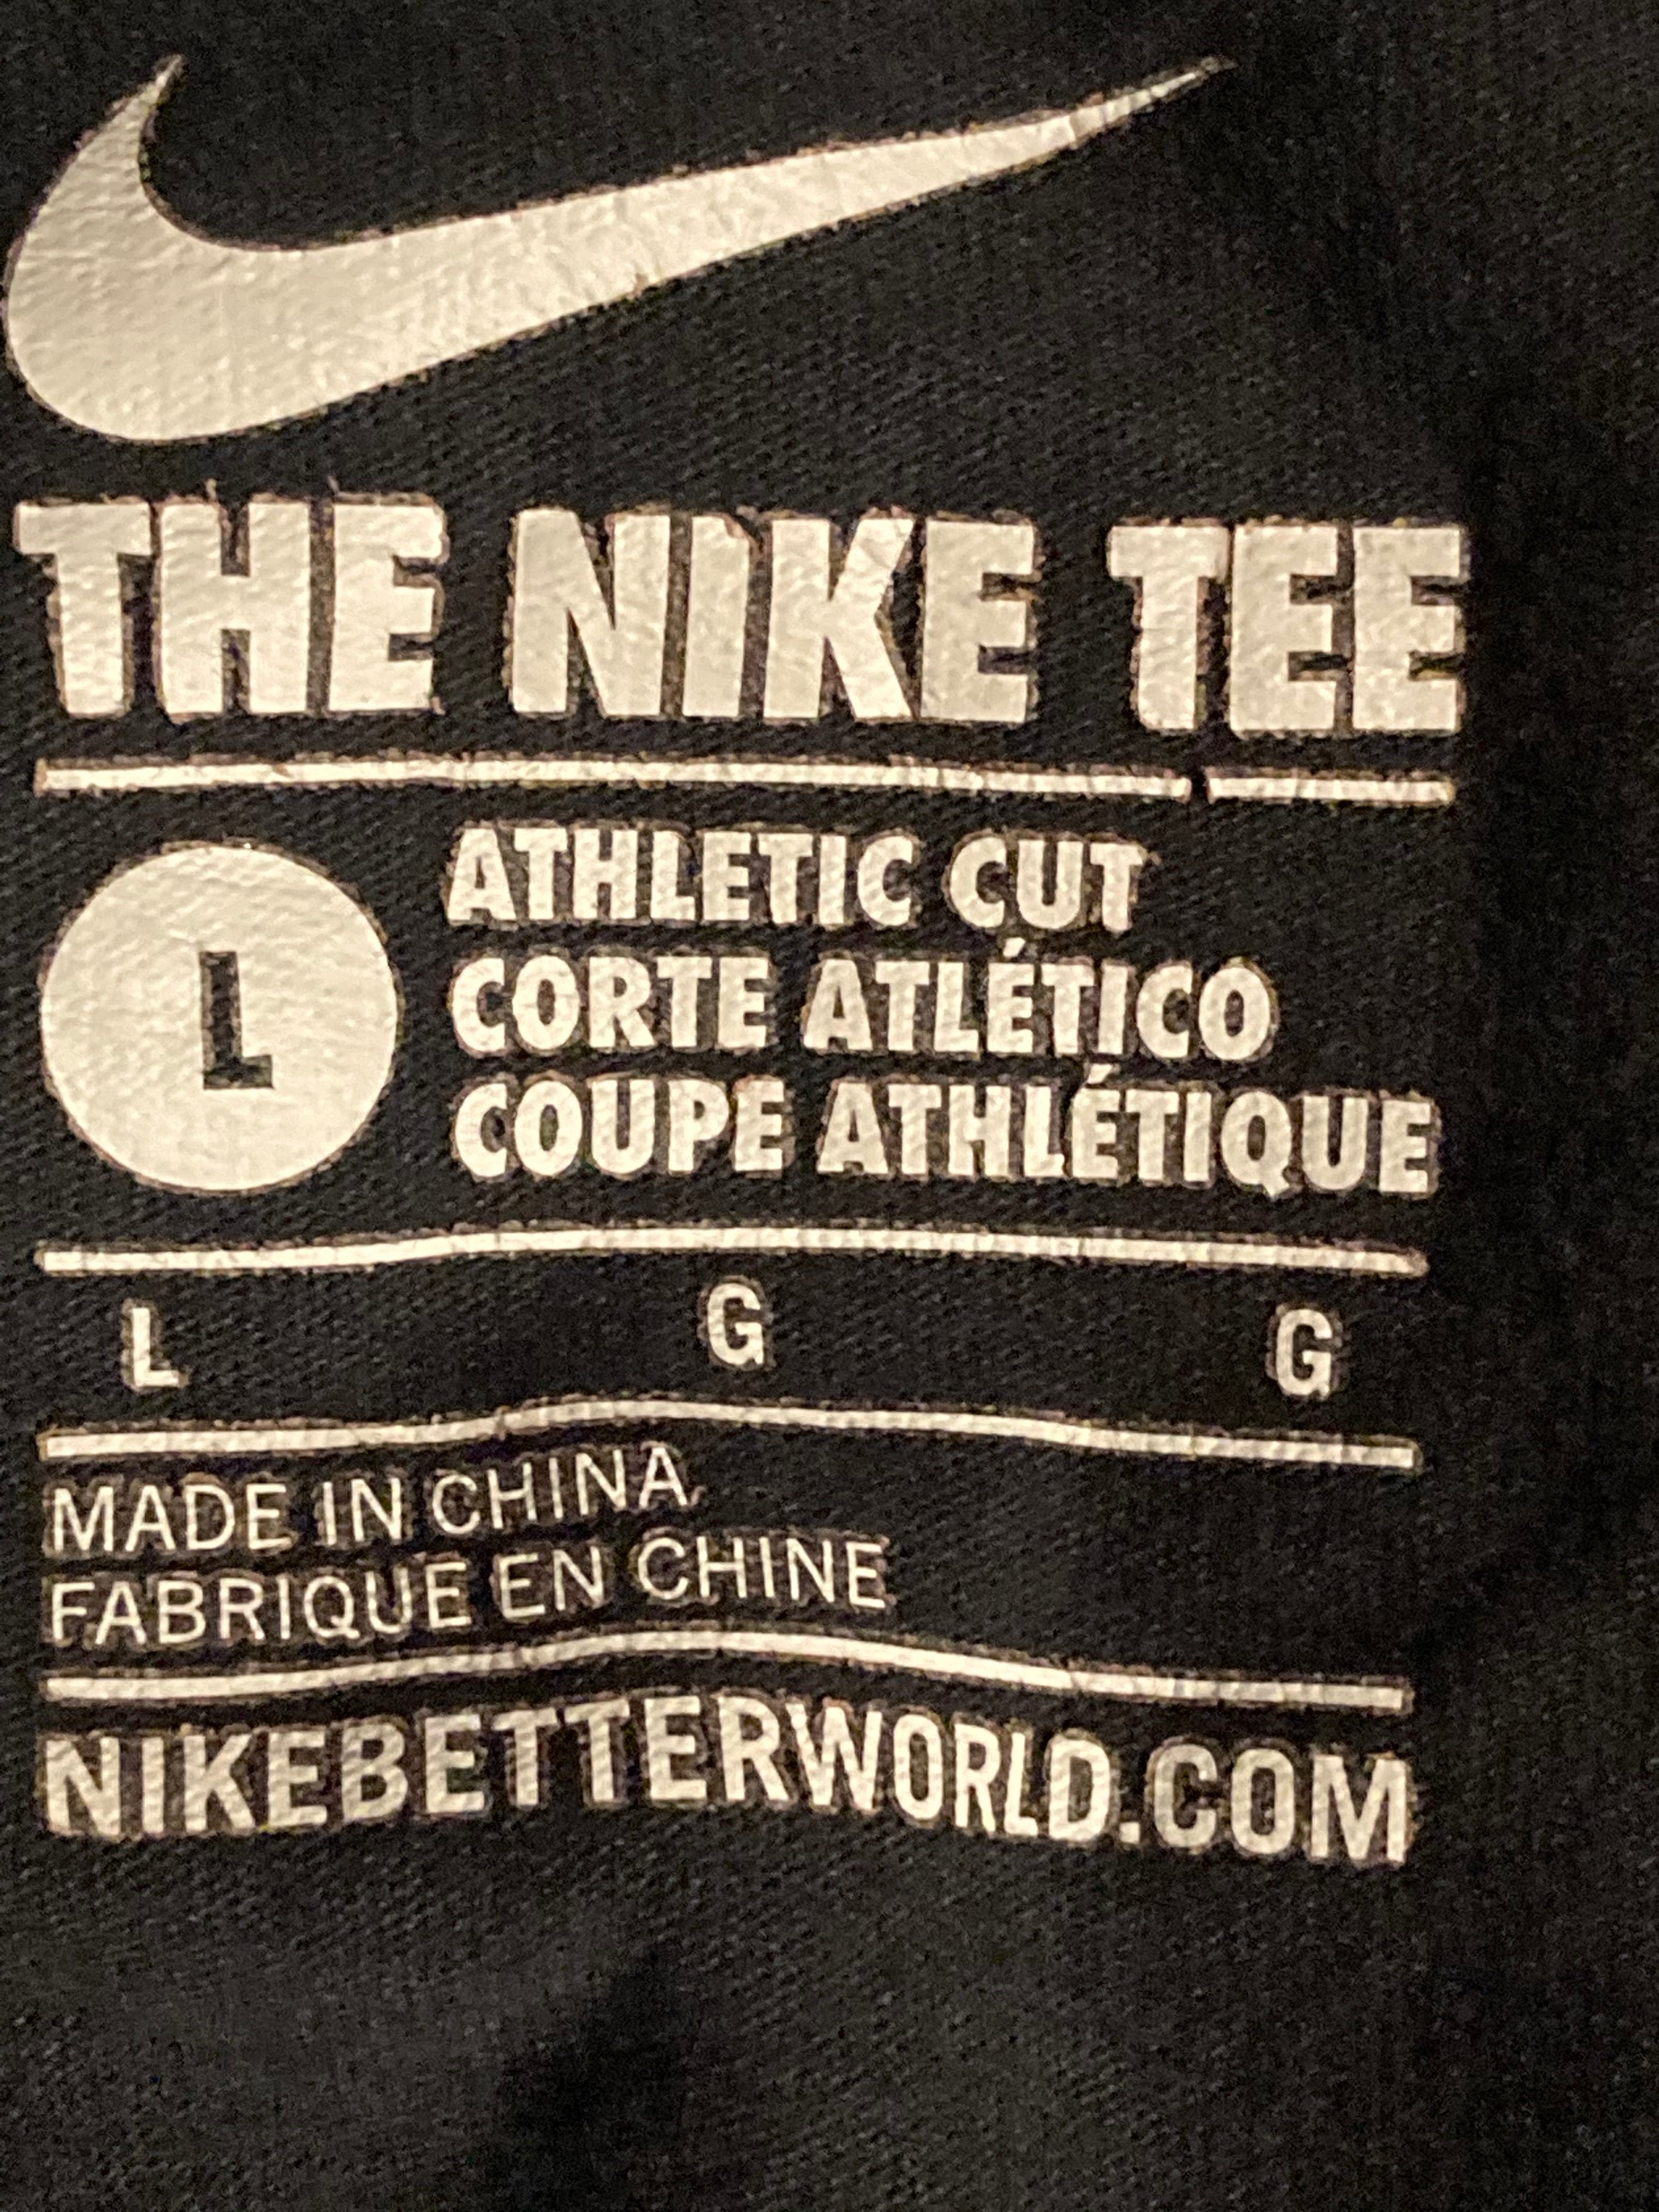 THE NIKE TEE
L
ATHLETIC CUT
CORTE ATLÉTICO
COUPE ATHLÉTIQUE
L G G
MADE IN CHINA
FABRIQUE EN CHINE
NIKEBETTERWORLD.COM